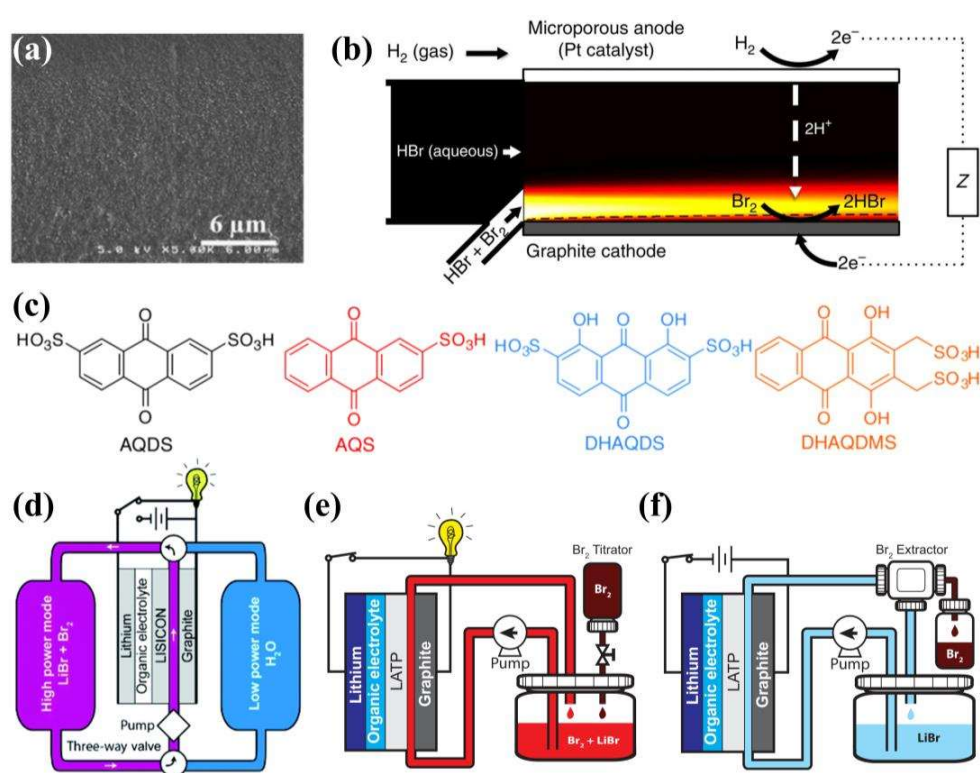 (a)
6 μm
5.0 kV X5.00K 6.00μm
(b)
H₂ (gas)
Microporous anode
(Pt catalyst)
H₂
2e⁻
HBr (aqueous)
2H⁺
Z
Br₂
2HBr
HBr + Br₂
Graphite cathode
2e⁻
(c)
O
HO₃S
SO₃H
O
AQDS
O
SO₃H
O
AQS
OH
O
OH
HO₃S
SO₃H
O
DHAQDS
O
OH
SO₃H
SO₃H
O
OH
DHAQDMS
(d)
High power mode
LiBr + Br₂
Lithium
Organic electrolyte
LISICON
Graphite
Low power mode
H₂O
Pump
Three-way valve
(e)
Lithium
Organic electrolyte
LATP
Graphite
Pump
Br₂ Titrator
Br₂
Br₂ + LiBr
(f)
Lithium
Organic electrolyte
LATP
Graphite
Pump
Br₂ Extractor
Br₂
LiBr